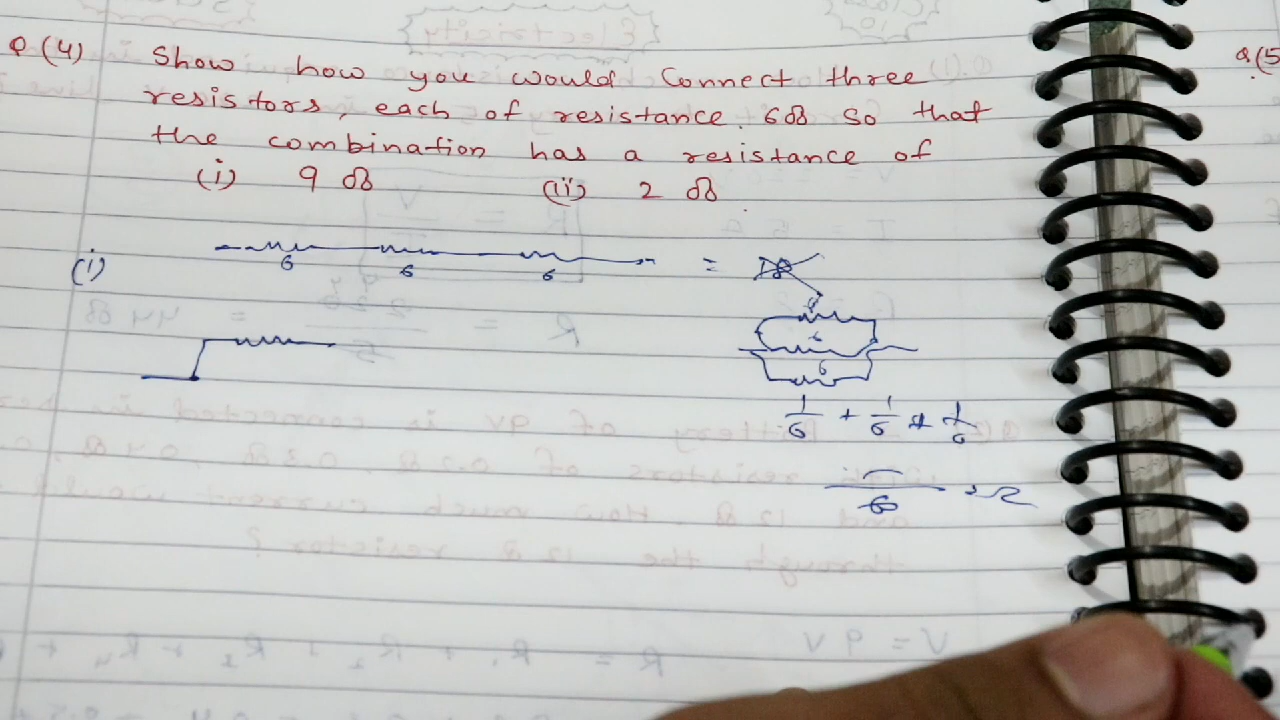 Q(4) Show how you would Connect three
resistors, each of resistance 6Ω so that
the combination has a resistance of
(i) 9 Ω (ii) 2 Ω
Q(5
(i) 6 6 6 =
6
6
1/6 + 1/6 + 1/6
6